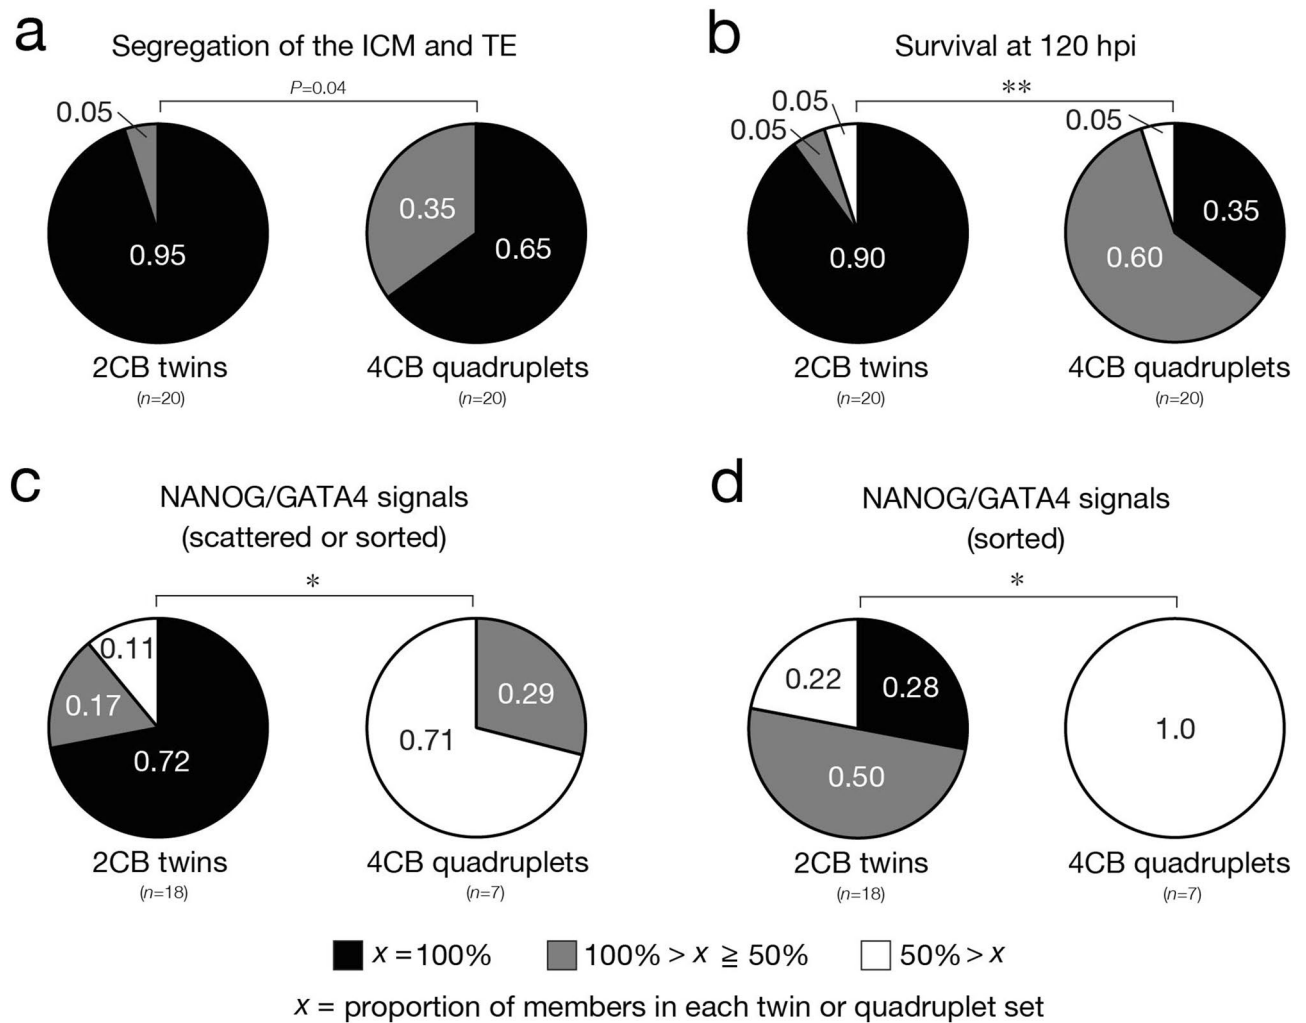 a
Segregation of the ICM and TE
P=0.04
0.05
0.95
0.35
0.65
2CB twins
(n=20)
4CB quadruplets
(n=20)
b
Survival at 120 hpi
**
0.05
0.05
0.90
0.05
0.35
0.60
2CB twins
(n=20)
4CB quadruplets
(n=20)
c
NANOG/GATA4 signals
(scattered or sorted)
*
0.11
0.17
0.72
0.29
0.71
2CB twins
(n=18)
4CB quadruplets
(n=7)
d
NANOG/GATA4 signals
(sorted)
*
0.22
0.28
0.50
1.0
2CB twins
(n=18)
4CB quadruplets
(n=7)
x = 100%
100% > x ≧ 50%
50% > x
x = proportion of members in each twin or quadruplet set